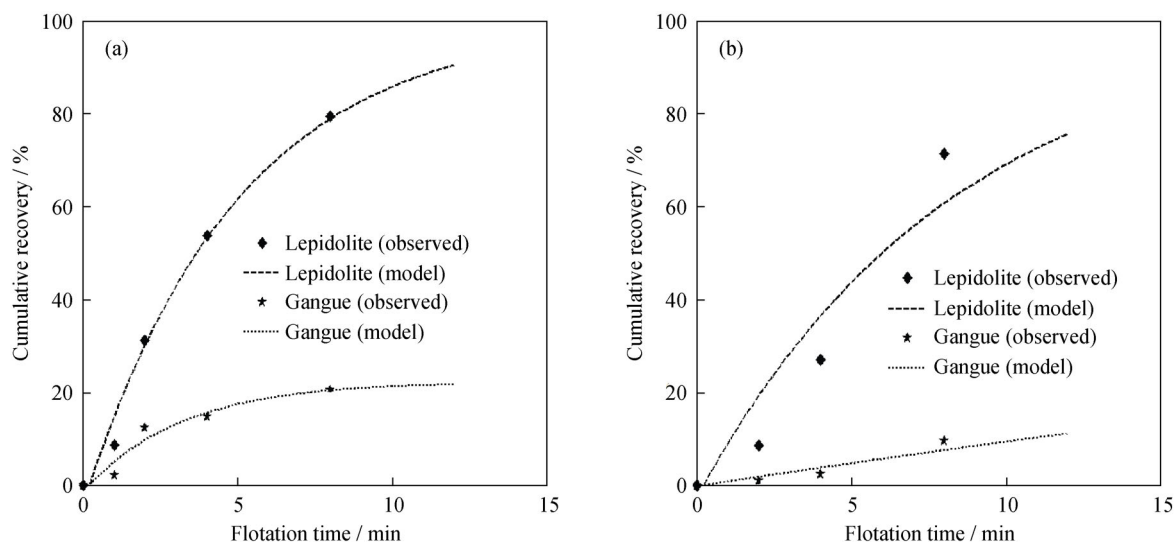 (a)
100
80
60
40
20
0
Cumulative recovery / %
Lepidolite (observed)
Lepidolite (model)
Gangue (observed)
Gangue (model)
0 5 10 15
Flotation time / min
(b)
100
80
60
40
20
0
Cumulative recovery / %
Lepidolite (observed)
Lepidolite (model)
Gangue (observed)
Gangue (model)
0 5 10 15
Flotation time / min